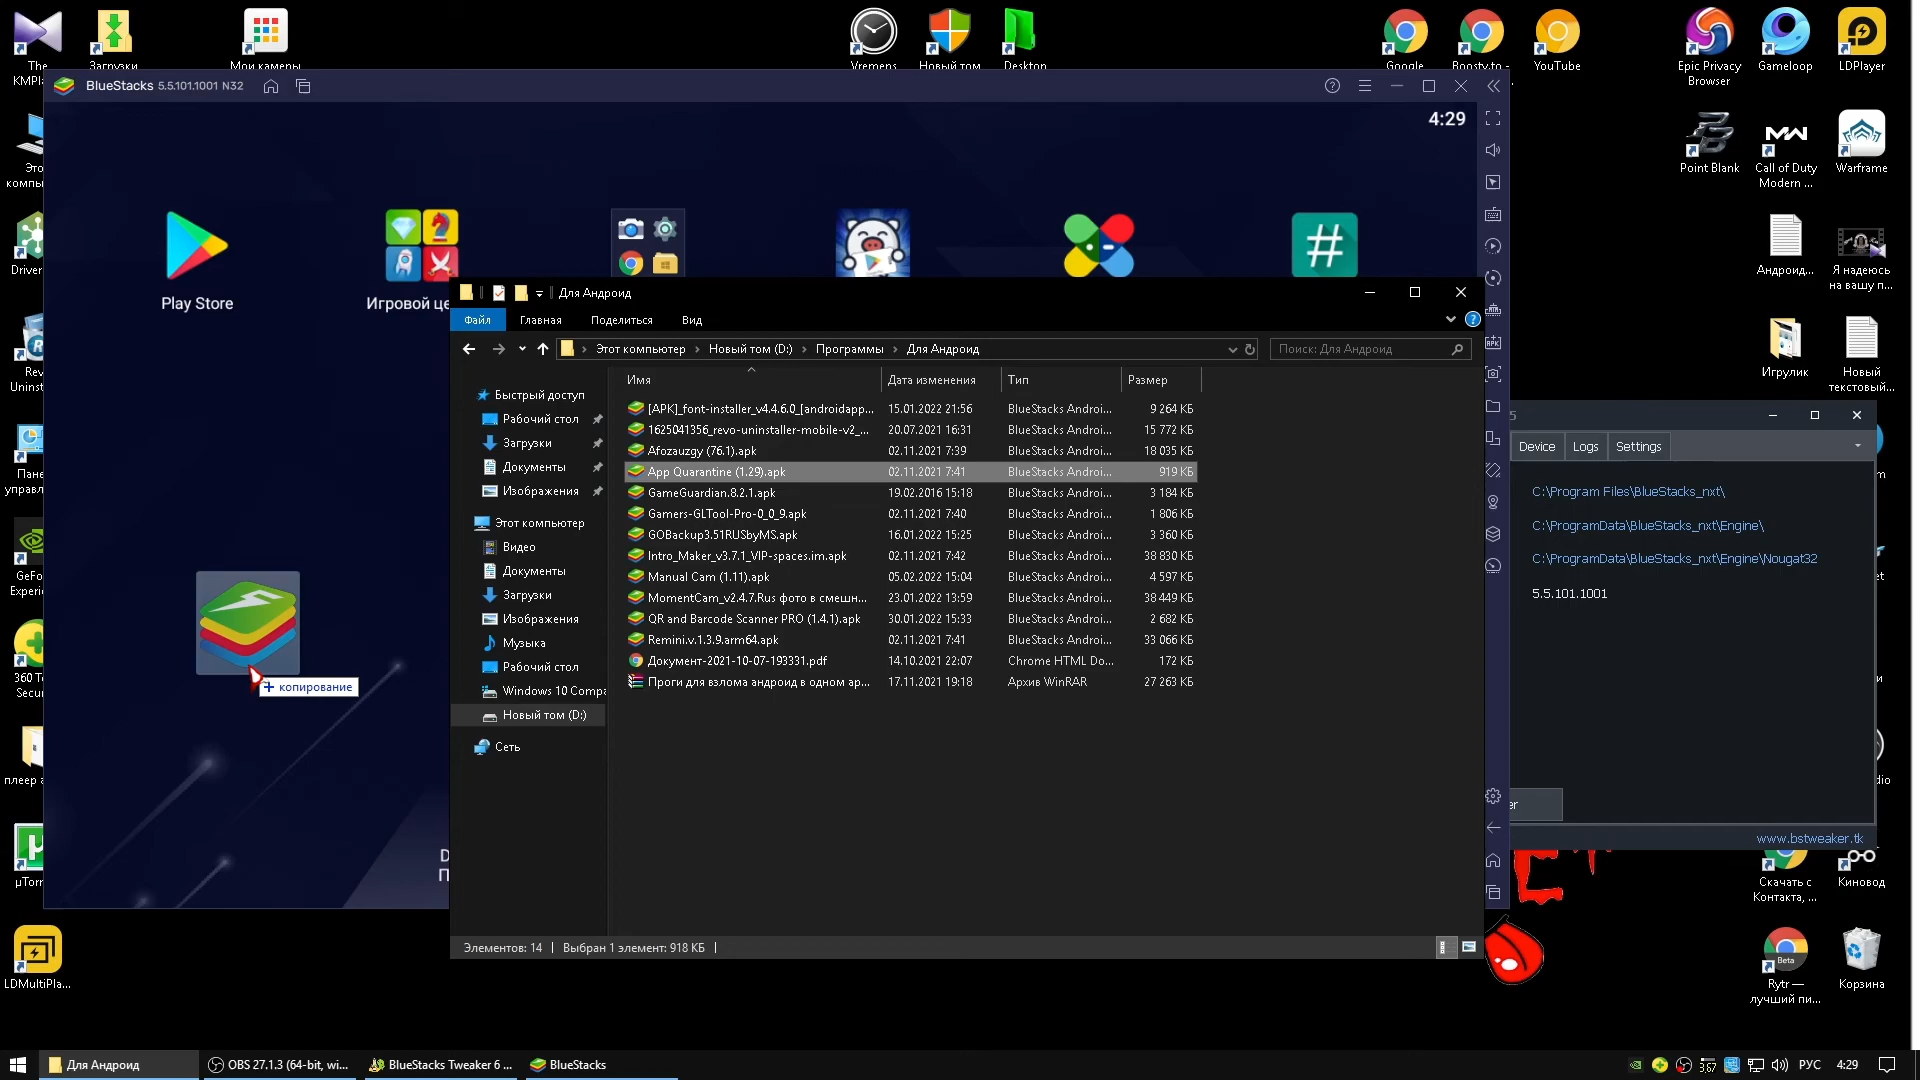 The
KMPl
Загрузки
Мои камеры
Vremens
Новый том
Desktop
Google
Boosty.to -
YouTube
Epic Privacy
Browser
Gameloop
LDPlayer
BlueStacks 5.5.101.1001 N32
4:29
Это
компь
Point Blank
Call of Duty
Modern ...
Warframe
Play Store
Игровой це
#
Driver
Андроид...
Я надеюсь
на вашу п...
Для Андроид
Файл
Главная
Поделиться
Вид
Этот компьютер
Новый том (D:)
Программы
Для Андроид
Поиск: Для Андроид
Rev
Uninst
Игрулик
Новый
текстовый...
Имя
Дата изменения
Тип
Размер
Быстрый доступ
Рабочий стол
Загрузки
Документы
Изображения
Этот компьютер
Видео
Документы
Загрузки
Изображения
Музыка
Рабочий стол
Windows 10 Compa
Новый том (D:)
Сеть
[APK]_font-installer_v4.4.6.0_[androidapp... 15.01.2022 21:56 BlueStacks Androi... 9 264 КБ
1625041356_revo-uninstaller-mobile-v2_... 20.07.2021 16:31 BlueStacks Androi... 15 772 КБ
Afozauzgy (76.1).apk 02.11.2021 7:39 BlueStacks Androi... 18 035 КБ
App Quarantine (1.29).apk 02.11.2021 7:41 BlueStacks Androi... 919 КБ
GameGuardian.8.2.1.apk 19.02.2016 15:18 BlueStacks Androi... 3 184 КБ
Gamers-GLTool-Pro-0_0_9.apk 02.11.2021 7:40 BlueStacks Androi... 1 806 КБ
GOBackup3.51RUSbyMS.apk 16.01.2022 15:25 BlueStacks Androi... 3 360 КБ
Intro_Maker_v3.7.1_VIP-spaces.im.apk 02.11.2021 7:42 BlueStacks Androi... 38 830 КБ
Manual Cam (1.11).apk 05.02.2022 15:04 BlueStacks Androi... 4 597 КБ
MomentCam_v2.4.7.Rus фото в смешн... 23.01.2022 13:59 BlueStacks Androi... 38 449 КБ
QR and Barcode Scanner PRO (1.4.1).apk 30.01.2022 15:33 BlueStacks Androi... 2 682 КБ
Remini.v.1.3.9.arm64.apk 02.11.2021 7:41 BlueStacks Androi... 33 066 КБ
Документ-2021-10-07-193331.pdf 14.10.2021 22:07 Chrome HTML Do... 172 КБ
Проги для взлома андроид в одном ар... 17.11.2021 19:18 Архив WinRAR 27 263 КБ
Device
Logs
Settings
C:\Program Files\BlueStacks_nxt\
C:\ProgramData\BlueStacks_nxt\Engine\
C:\ProgramData\BlueStacks_nxt\Engine\Nougat32
5.5.101.1001
er
www.bstweaker.tk
Пане
управл
GeFo
Experi
копирование
360 To
Secur
плеер а
dio
µTorr
Скачать с
Контакта, ...
Киновод
Элементов: 14
Выбран 1 элемент: 918 КБ
LDMultiPla...
Beta
Rytr —
лучший пи...
Корзина
Для Андроид
OBS 27.1.3 (64-bit, wi...
BlueStacks Tweaker 6 ...
BlueStacks
РУС
4:29